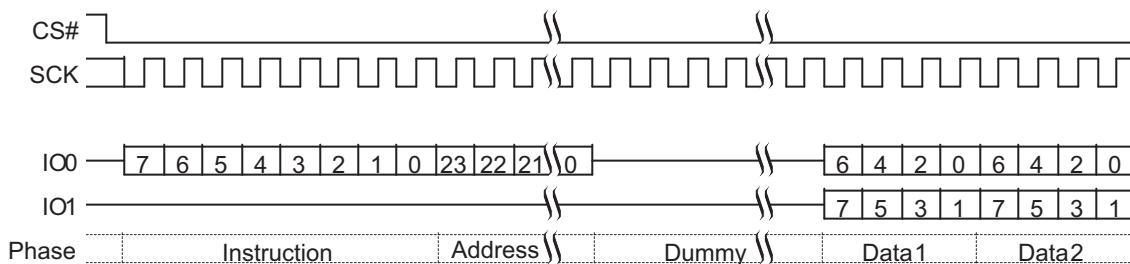 CS#
SCK
IO0 7 6 5 4 3 2 1 0 23 22 21 0 6 4 2 0 6 4 2 0
IO1 7 5 3 1 7 5 3 1
Phase Instruction Address Dummy Data1 Data2